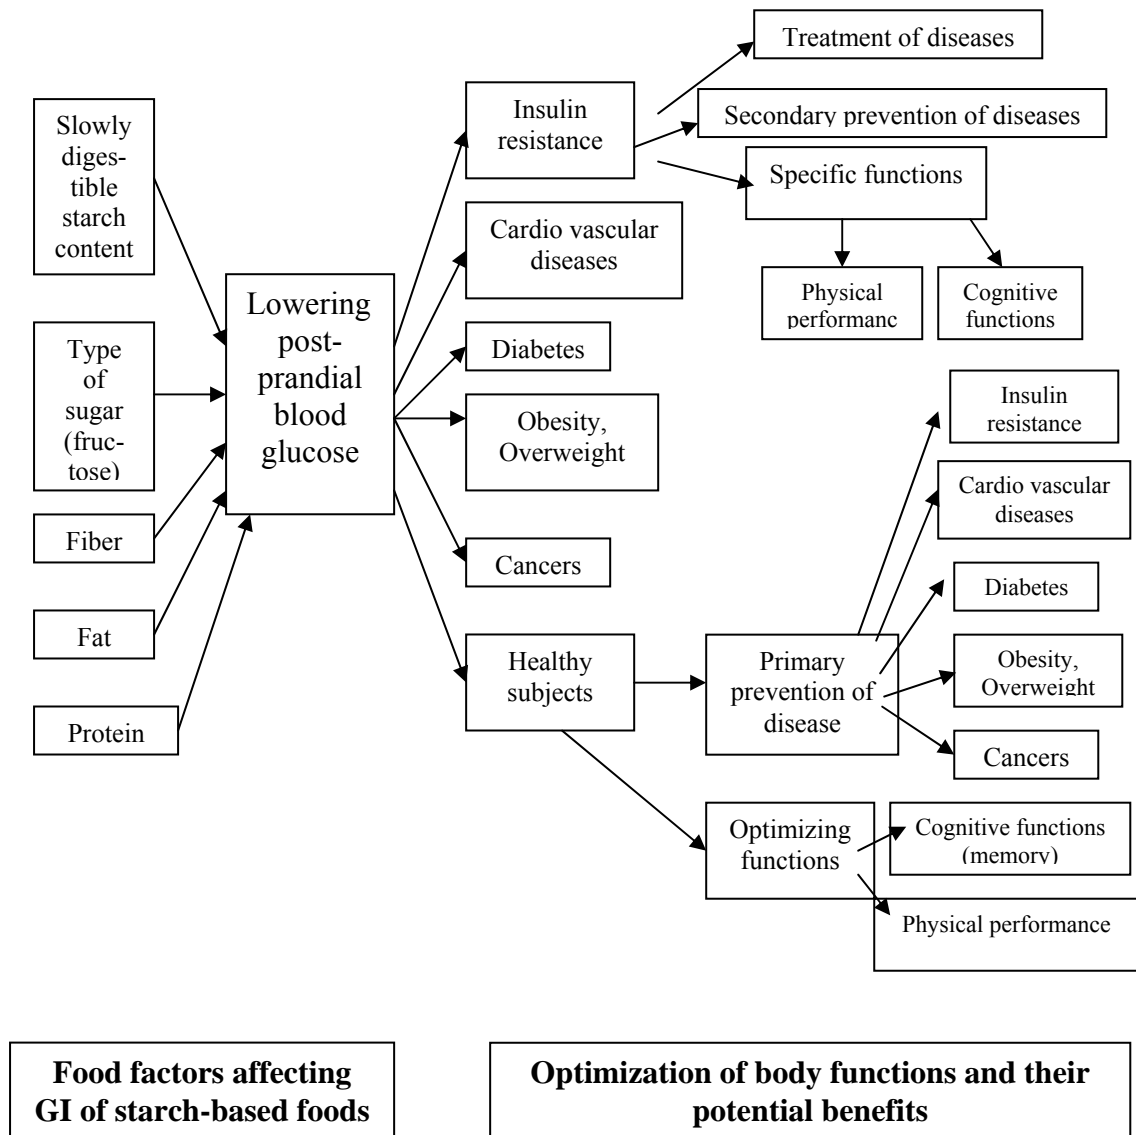 Slowly
diges-
tible
starch
content
Type
of
sugar
(fruc-
tose)
Fiber
Fat
Protein
Lowering
post-
prandial
blood
glucose
Insulin
resistance
Cardio vascular
diseases
Diabetes
Obesity,
Overweight
Cancers
Healthy
subjects
Treatment of diseases
Secondary prevention of diseases
Specific functions
Physical
performanc
Cognitive
functions
Primary
prevention of
disease
Insulin
resistance
Cardio vascular
diseases
Diabetes
Obesity,
Overweight
Cancers
Optimizing
functions
Cognitive functions
(memory)
Physical performance
Food factors affecting
GI of starch-based foods
Optimization of body functions and their
potential benefits